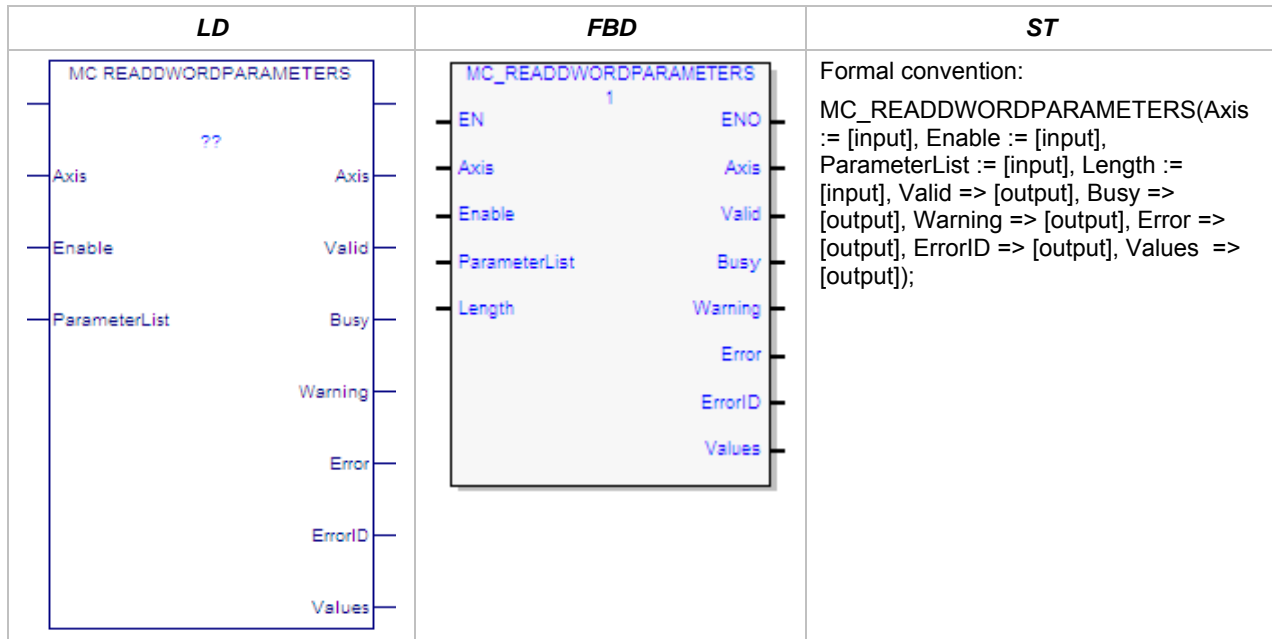 LD
FBD
ST
MC READDWORDPARAMETERS
??
Axis Axis
Enable Valid
ParameterList Busy
Warning
Error
ErrorID
Values
MC_READDWORDPARAMETERS
1
EN ENO
Axis Axis
Enable Valid
ParameterList Busy
Length Warning
Error
ErrorID
Values
Formal convention:
MC_READDWORDPARAMETERS(Axis
:= [input], Enable := [input],
ParameterList := [input], Length :=
[input], Valid => [output], Busy =>
[output], Warning => [output], Error =>
[output], ErrorID => [output], Values =>
[output]);